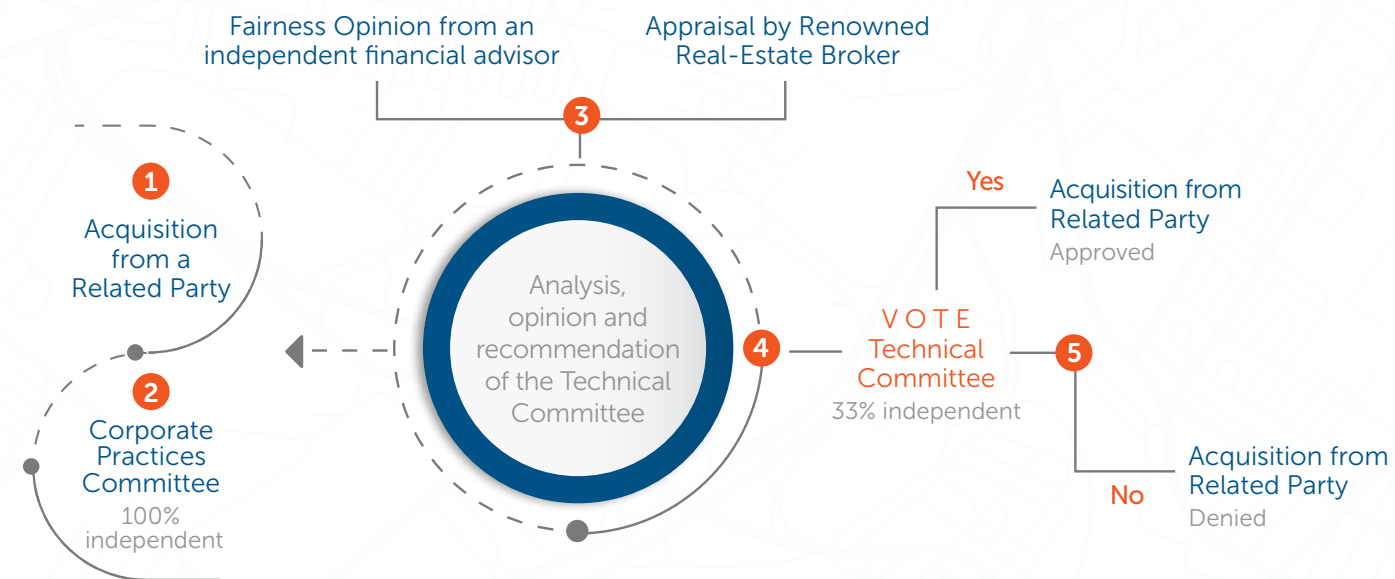 Fairness Opinion from an
independent financial advisor
Appraisal by Renowned
Real-Estate Broker
3
1
Acquisition
from a
Related Party
2
Corporate
Practices
Committee
100%
independent
Analysis,
opinion and
recommendation
of the Technical
Committee
4
VOTE
Technical
Committee
33% independent
Yes
Acquisition from
Related Party
Approved
5
No
Acquisition from
Related Party
Denied